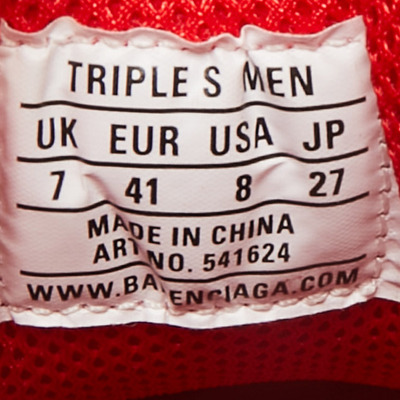 TRIPLE S MEN
UK EUR USA JP
7 41 8 27
MADE IN CHINA
ART NO. 541624
WWW.BALENCIAGA.COM